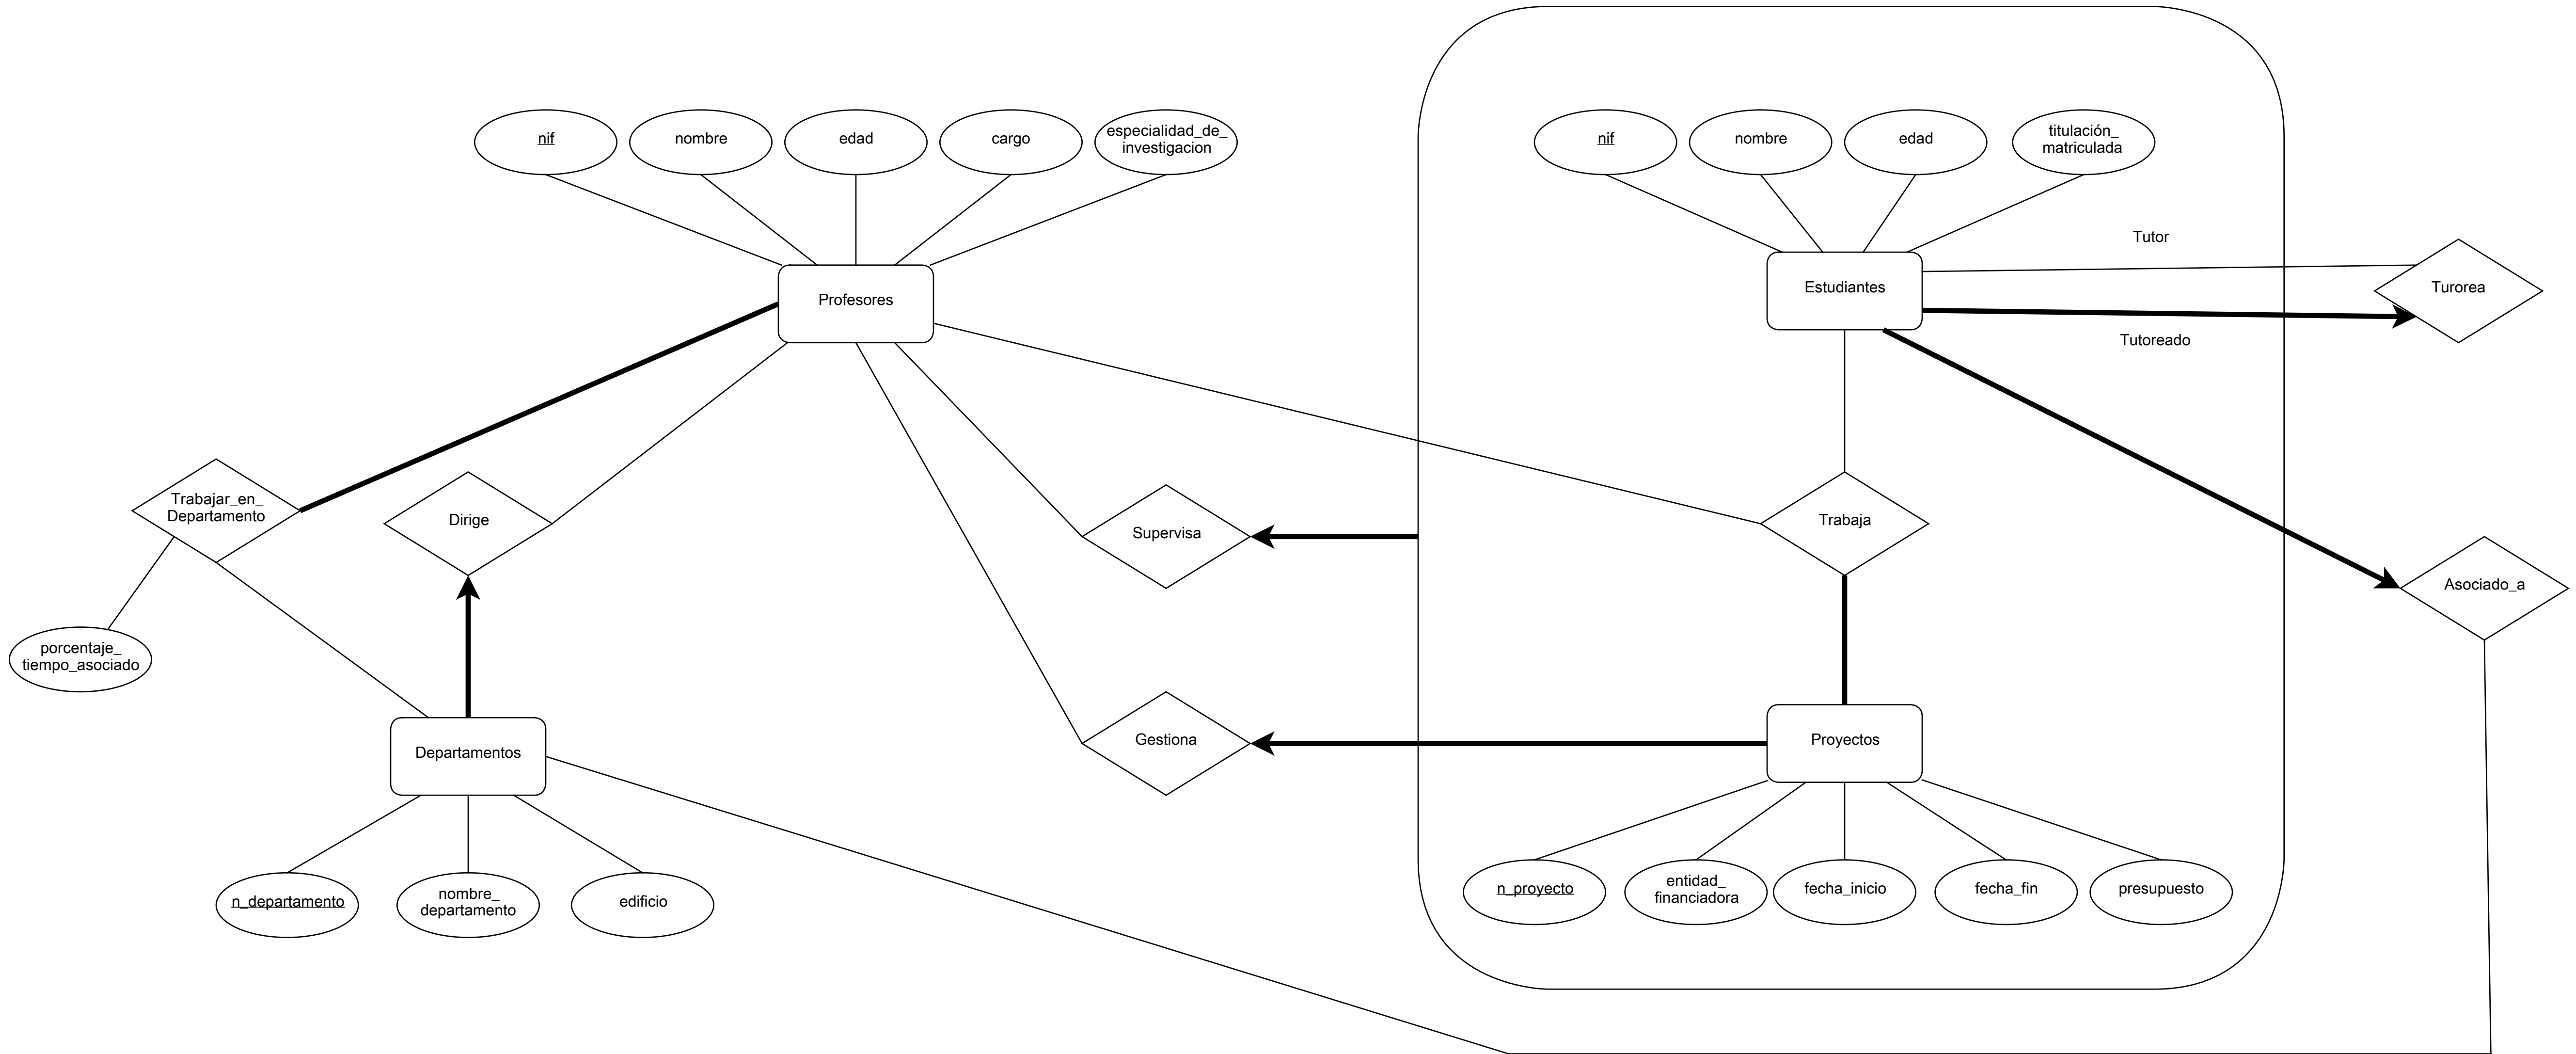 nif
nombre
edad
cargo
especialidad_de_
investigacion
nif
nombre
edad
titulación_
matriculada
Tutor
Profesores
Estudiantes
Turorea
Tutoreado
Trabajar_en_
Departamento
Dirige
Supervisa
Trabaja
Asociado_a
porcentaje_
tiempo_asociado
Departamentos
Gestiona
Proyectos
n_departamento
nombre_
departamento
edificio
n_proyecto
entidad_
financiadora
fecha_inicio
fecha_fin
presupuesto